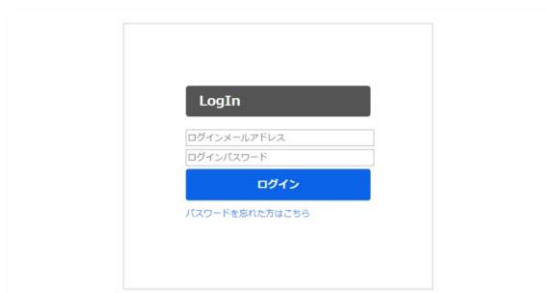 LogIn
ログインメールアドレス
ログインパスワード
ログイン
パスワードを忘れた方はこちら